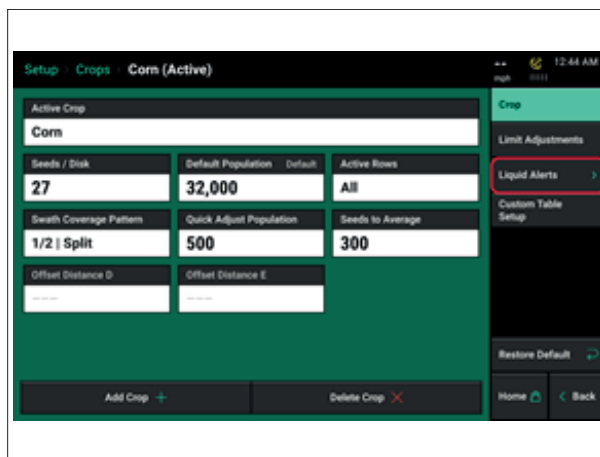 Setup > Crops > Corn (Active)
-- 12:44 AM
mph
Active Crop
Corn
Seeds / Disk
27
Default Population Default
32,000
Active Rows
All
Swath Coverage Pattern
1/2 | Split
Quick Adjust Population
500
Seeds to Average
300
Offset Distance D
---
Offset Distance E
---
Add Crop +
Delete Crop X
Crop
Limit Adjustments
Liquid Alerts >
Custom Table
Setup
Restore Default
Home < Back